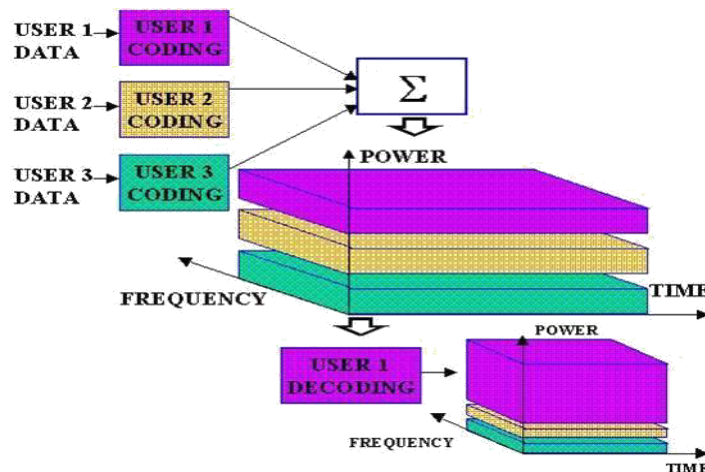 USER 1
DATA
USER 1
CODING
USER 2
DATA
USER 2
CODING
Σ
USER 3
DATA
USER 3
CODING
POWER
FREQUENCY
TIME
USER 1
DECODING
POWER
FREQUENCY
TIME